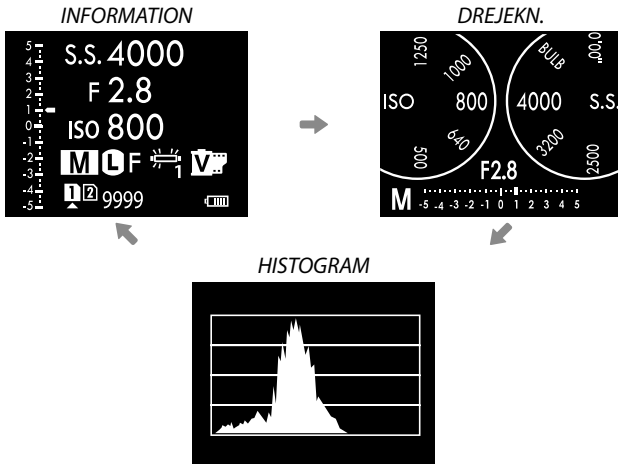 INFORMATION
5
4
3
2
1
0
-1
-2
-3
-4
-5
S.S. 4000
F 2.8
ISO 800
M L F 1 V
1 2 9999
DREJEKN.
1250 1000 BULB
ISO 800 4000 S.S.
500 640 3200 2500
F2.8
M -5 -4 -3 -2 -1 0 1 2 3 4 5
HISTOGRAM